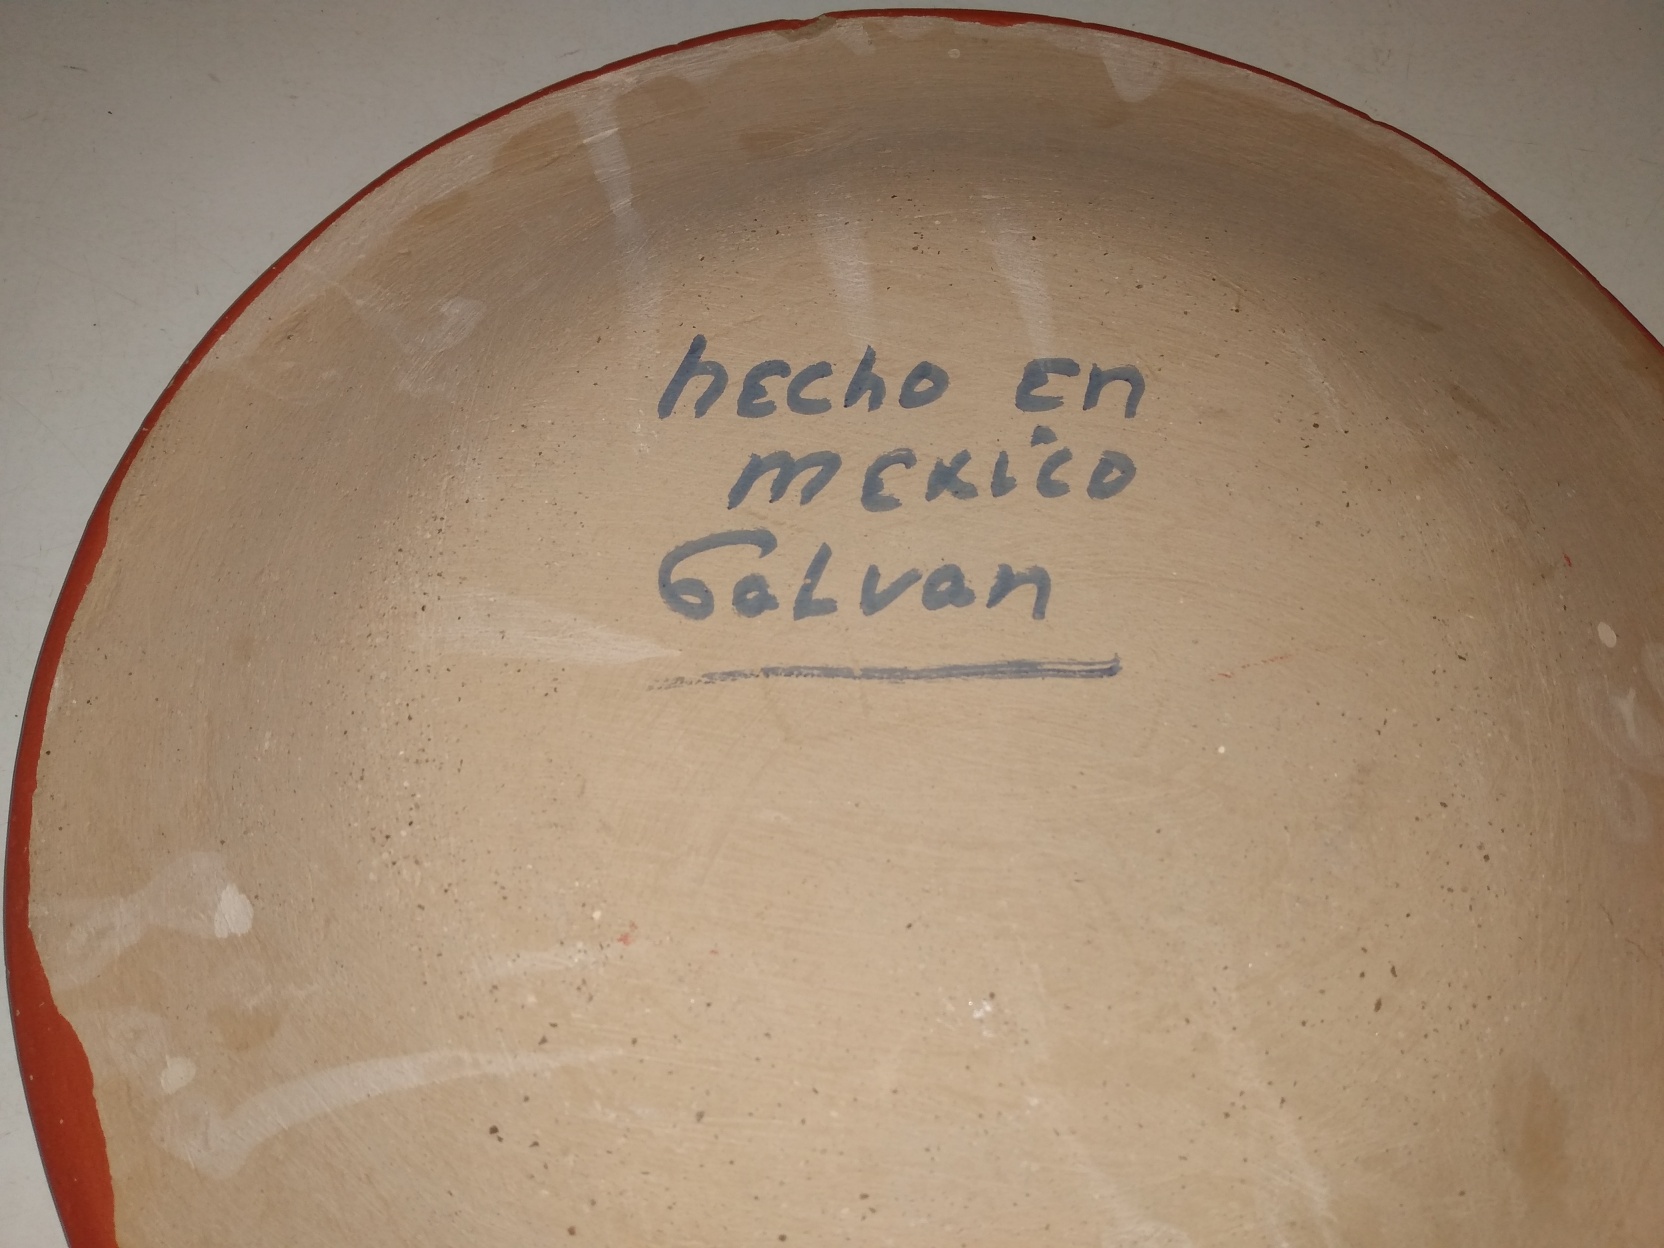 hecho en
mexico
Galvan